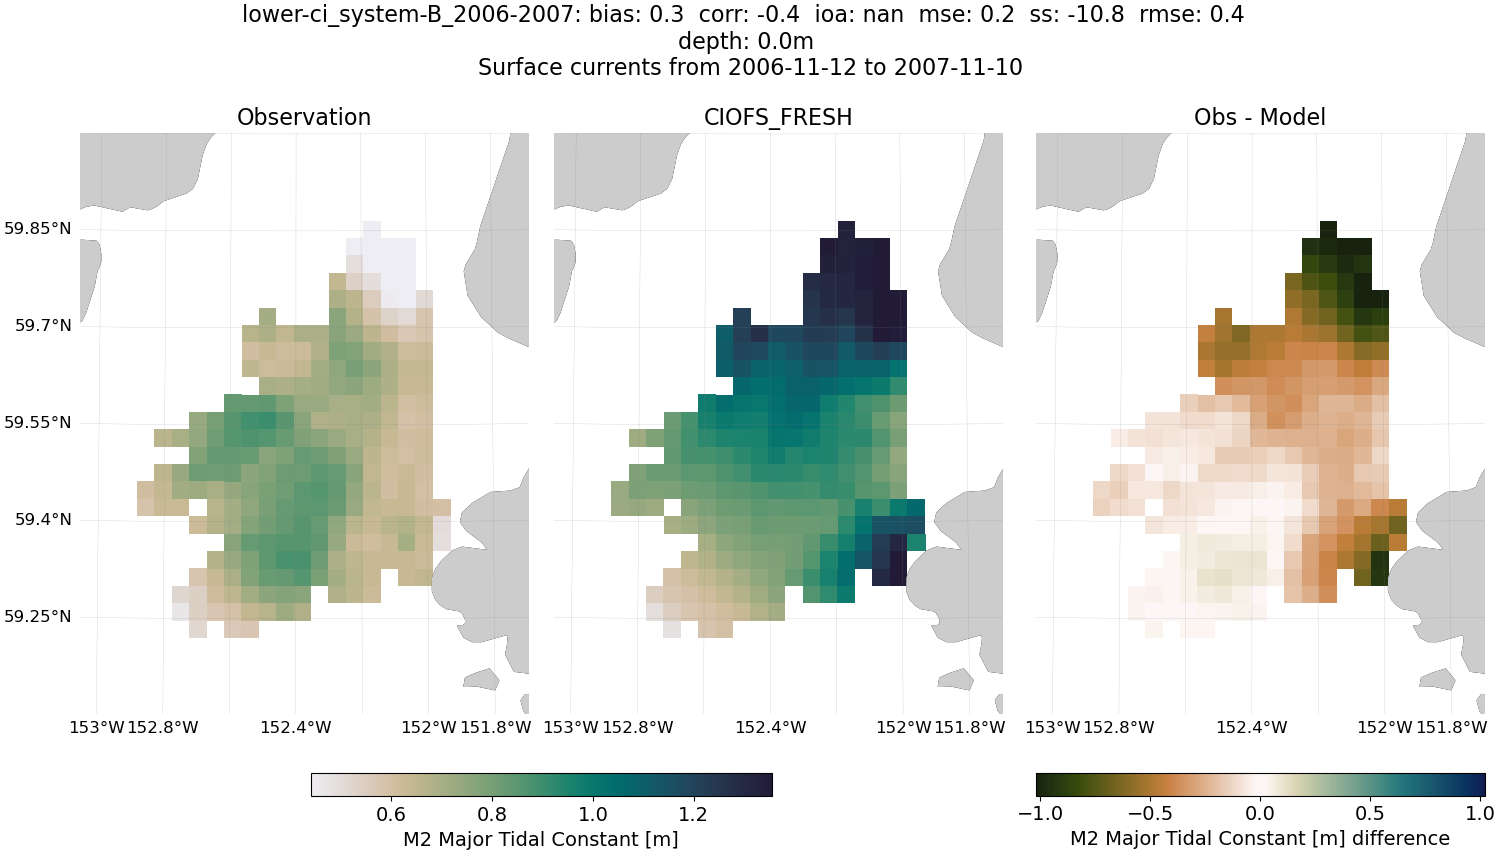 lower-ci_system-B_2006-2007: bias: 0.3 corr: -0.4 ioa: nan mse: 0.2 ss: -10.8 rmse: 0.4
depth: 0.0m
Surface currents from 2006-11-12 to 2007-11-10
Observation
CIOFS_FRESH
Obs - Model
59.85°N
59.7°N
59.55°N
59.4°N
59.25°N
153°W 152.8°W 152.4°W 152°W 151.8°W
153°W 152.8°W 152.4°W 152°W 151.8°W
153°W 152.8°W 152.4°W 152°W 151.8°W
0.6 0.8 1.0 1.2
M2 Major Tidal Constant [m]
−1.0 −0.5 0.0 0.5 1.0
M2 Major Tidal Constant [m] difference